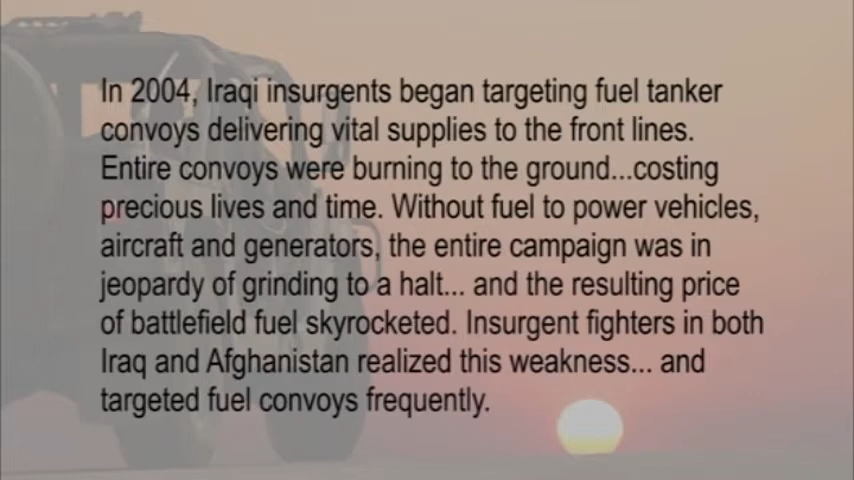 In 2004, Iraqi insurgents began targeting fuel tanker
convoys delivering vital supplies to the front lines.
Entire convoys were burning to the ground...costing
precious lives and time. Without fuel to power vehicles,
aircraft and generators, the entire campaign was in
jeopardy of grinding to a halt... and the resulting price
of battlefield fuel skyrocketed. Insurgent fighters in both
Iraq and Afghanistan realized this weakness... and
targeted fuel convoys frequently.